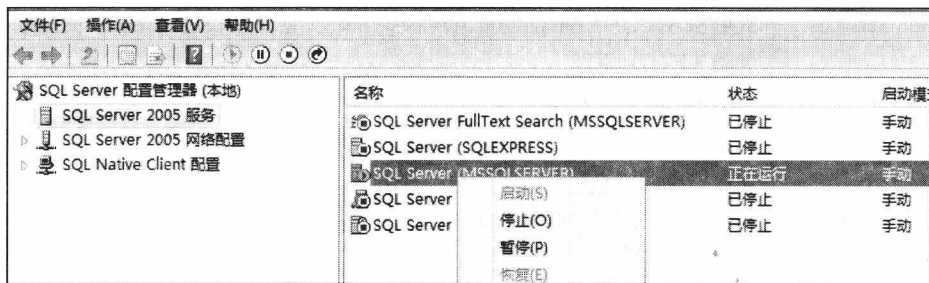 文件(F) 操作(A) 查看(V) 帮助(H)
SQL Server 配置管理器 (本地)
SQL Server 2005 服务
SQL Server 2005 网络配置
SQL Native Client 配置
名称 状态 启动模
SQL Server FullText Search (MSSQLSERVER) 已停止 手动
SQL Server (SQLEXPRESS) 已停止 手动
SQL Server (MSSQLSERVER) 正在运行 手动
SQL Server 已停止 手动
SQL Server 已停止 手动
启动(S)
停止(O)
暂停(P)
恢复(E)